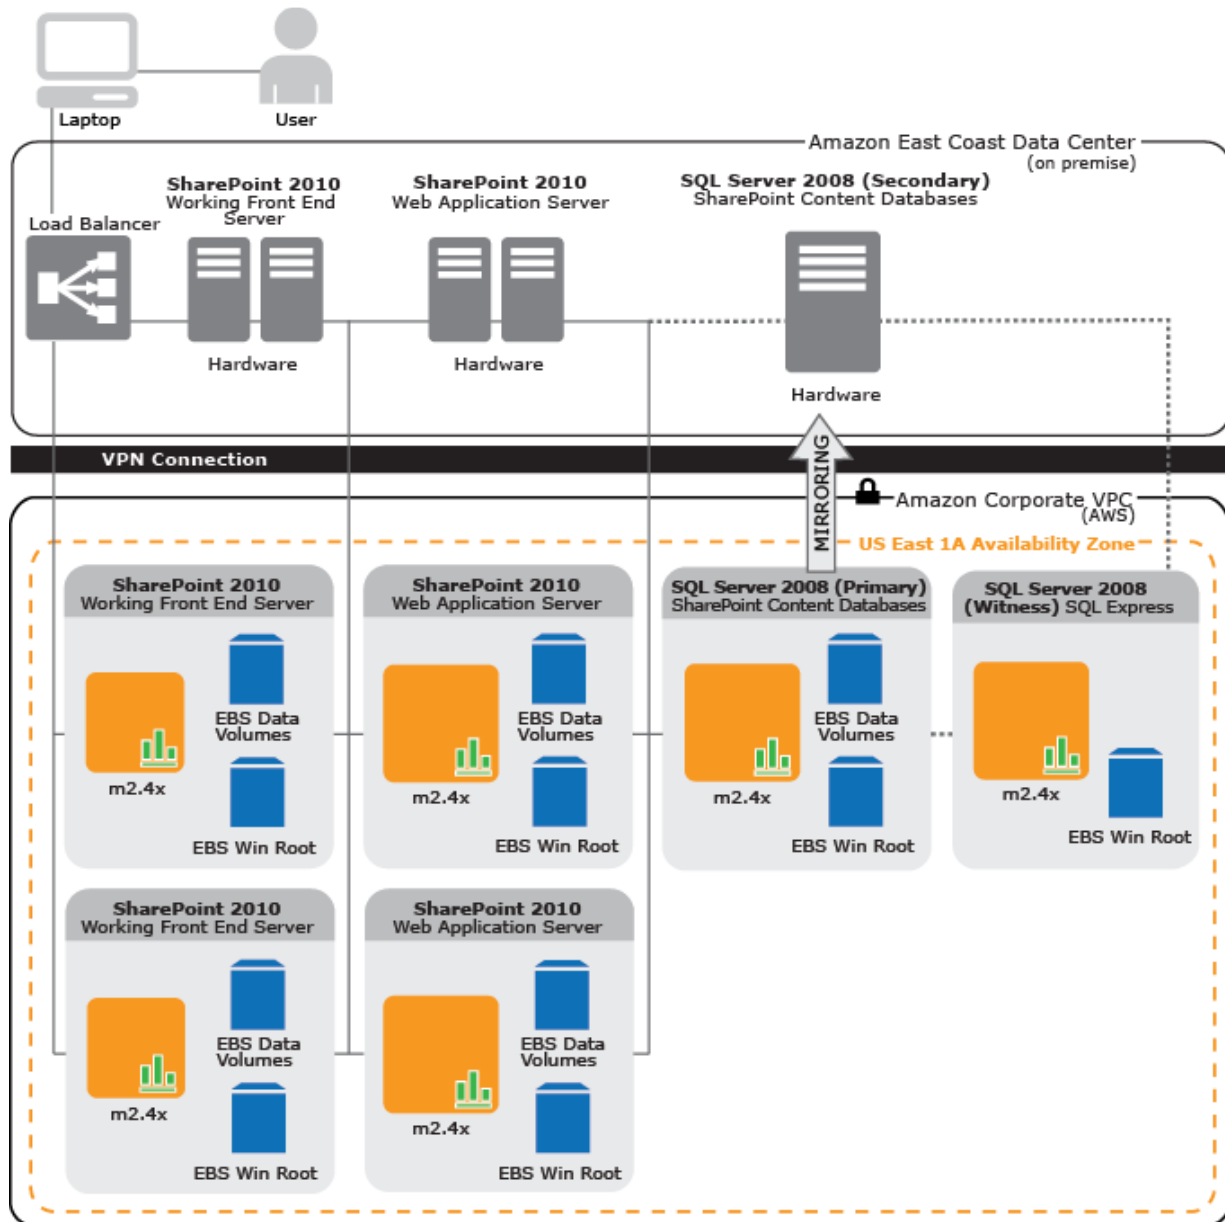 Laptop
User
Amazon East Coast Data Center
(on premise)
SharePoint 2010
Working Front End
Server
SharePoint 2010
Web Application Server
SQL Server 2008 (Secondary)
SharePoint Content Databases
Load Balancer
Hardware
Hardware
Hardware
MIRRORING
VPN Connection
Amazon Corporate VPC
(AWS)
US East 1A Availability Zone
SharePoint 2010
Working Front End Server
m2.4x
EBS Data
Volumes
EBS Win Root
SharePoint 2010
Web Application Server
m2.4x
EBS Data
Volumes
EBS Win Root
SQL Server 2008 (Primary)
SharePoint Content Databases
m2.4x
EBS Data
Volumes
EBS Win Root
SQL Server 2008
(Witness) SQL Express
m2.4x
EBS Win Root
SharePoint 2010
Working Front End Server
m2.4x
EBS Data
Volumes
EBS Win Root
SharePoint 2010
Web Application Server
m2.4x
EBS Data
Volumes
EBS Win Root